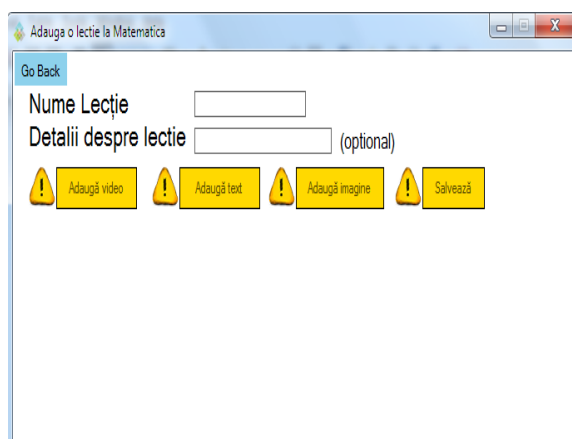 Adauga o lectie la Matematica
Go Back
Nume Lecție
Detalii despre lectie (optional)
Adaugă video Adaugă text Adaugă imagine Salvează